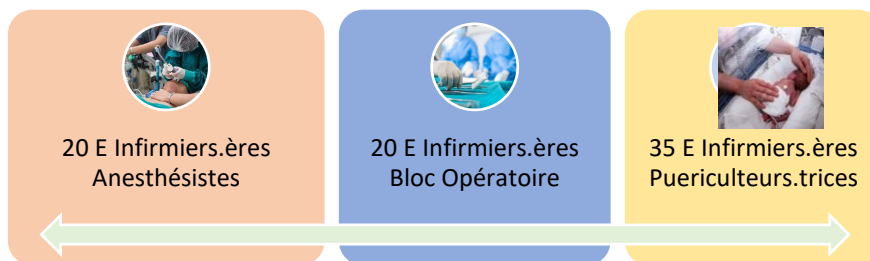 20 E Infirmiers.ères
Anesthésistes
20 E Infirmiers.ères
Bloc Opératoire
35 E Infirmiers.ères
Puericulteurs.trices